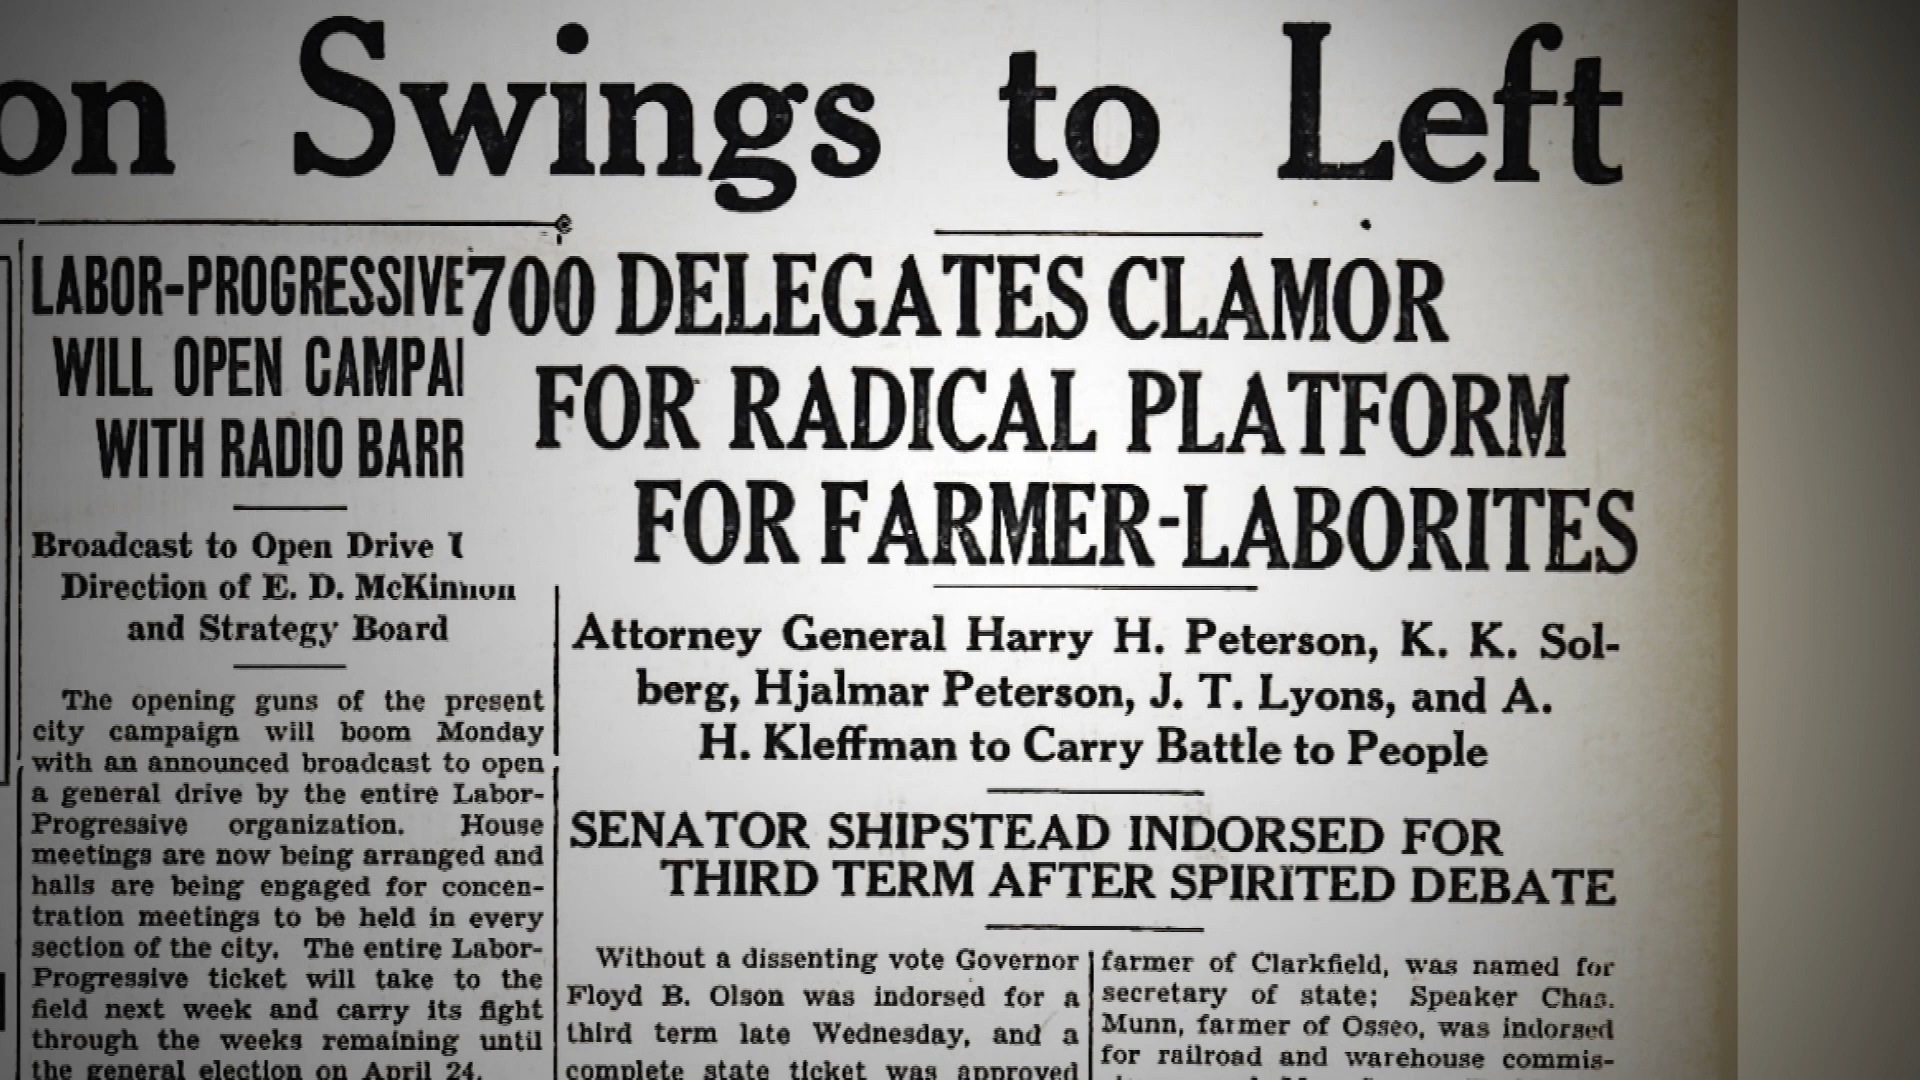 on Swings to Left
LABOR-PROGRESSIVE
WILL OPEN CAMPAI
WITH RADIO BARR
Broadcast to Open Drive
Direction of E. D. McKinnon
and Strategy Board
The opening guns of the present
city campaign will boom Monday
with an announced broadcast to open
a general drive by the entire Labor-
Progressive organization. House
meetings are now being arranged and
halls are being engaged for concen-
tration meetings to be held in every
section of the city. The entire Labor-
Progressive ticket will take to the
field next week and carry its fight
through the weeks remaining until
the general election on April 24.
700 DELEGATES CLAMOR
FOR RADICAL PLATFORM
FOR FARMER-LABORITES
Attorney General Harry H. Peterson, K. K. Sol-
berg, Hjalmar Peterson, J. T. Lyons, and A.
H. Kleffman to Carry Battle to People
SENATOR SHIPSTEAD INDORSED FOR
THIRD TERM AFTER SPIRITED DEBATE
Without a dissenting vote Governor
Floyd B. Olson was indorsed for a
third term late Wednesday, and a
complete state ticket was approved
farmer of Clarkfield, was named for
secretary of state; Speaker Chas.
Munn, farmer of Osseo, was indorsed
for railroad and warehouse commis-